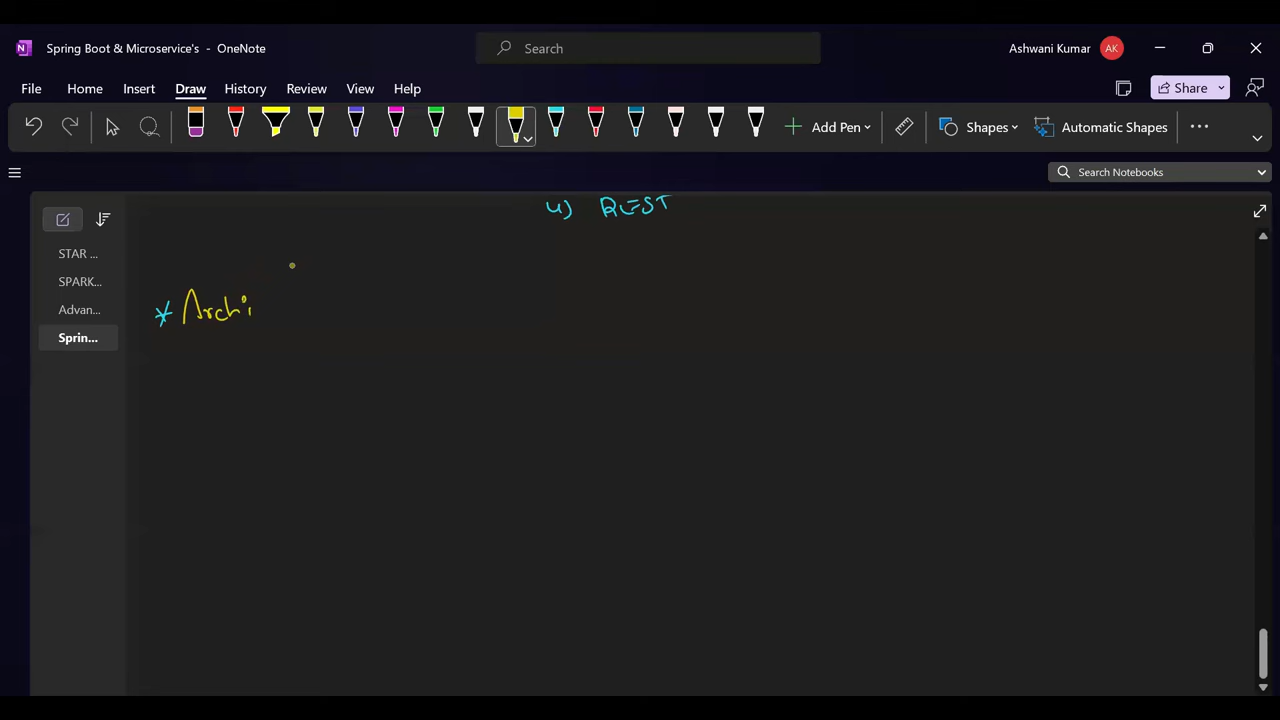 Spring Boot & Microservice's - OneNote
Search
Ashwani Kumar AK
File Home Insert Draw History Review View Help
Share
Add Pen Shapes Automatic Shapes
Search Notebooks
4) REST
STAR ...
SPARK...
Advan...
Sprin...
* Archi